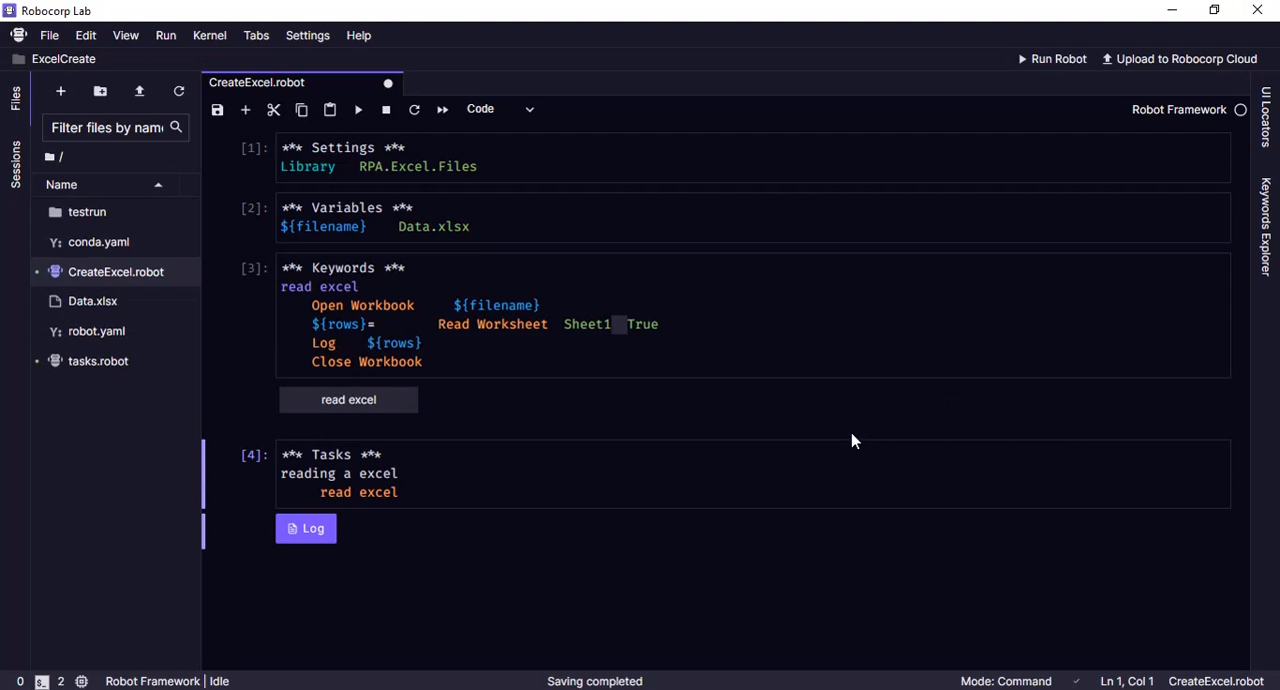 Robocorp Lab
File Edit View Run Kernel Tabs Settings Help
ExcelCreate
Run Robot
Upload to Robocorp Cloud
Files
Sessions
Filter files by name
/
Name
testrun
conda.yaml
CreateExcel.robot
Data.xlsx
robot.yaml
tasks.robot
CreateExcel.robot
Code
Robot Framework
[1]: *** Settings ***
Library RPA.Excel.Files
[2]: *** Variables ***
${filename} Data.xlsx
[3]: *** Keywords ***
read excel
Open Workbook ${filename}
${rows}= Read Worksheet Sheet1 True
Log ${rows}
Close Workbook
read excel
[4]: *** Tasks ***
reading a excel
read excel
Log
UI Locators
Keywords Explorer
0 2 Robot Framework | Idle
Saving completed
Mode: Command
Ln 1, Col 1 CreateExcel.robot